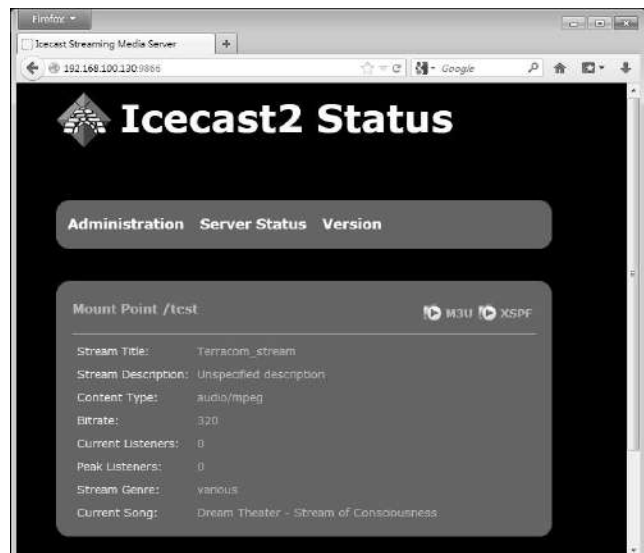 Firefox
Icecast Streaming Media Server
192.168.100.130:9866
Google
Icecast2 Status
Administration Server Status Version
Mount Point /test
M3U XSPF
Stream Title: Terracom_stream
Stream Description: Unspecified description
Content Type: audio/mpeg
Bitrate: 320
Current Listeners: 0
Peak Listeners: 0
Stream Genre: various
Current Song: Dream Theater - Stream of Consciousness